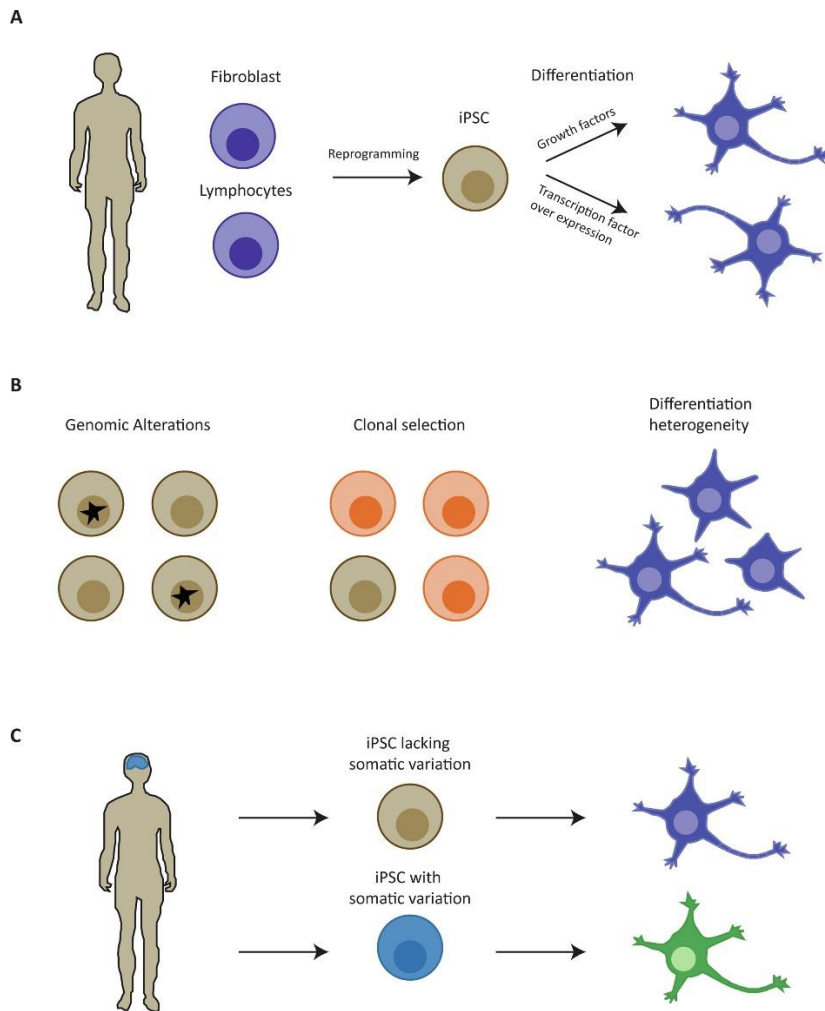 A
Fibroblast
Lymphocytes
Reprogramming
iPSC
Differentiation
Growth factors
Transcription factor
over expression
B
Genomic Alterations
Clonal selection
Differentiation
heterogeneity
C
iPSC lacking
somatic variation
iPSC with
somatic variation